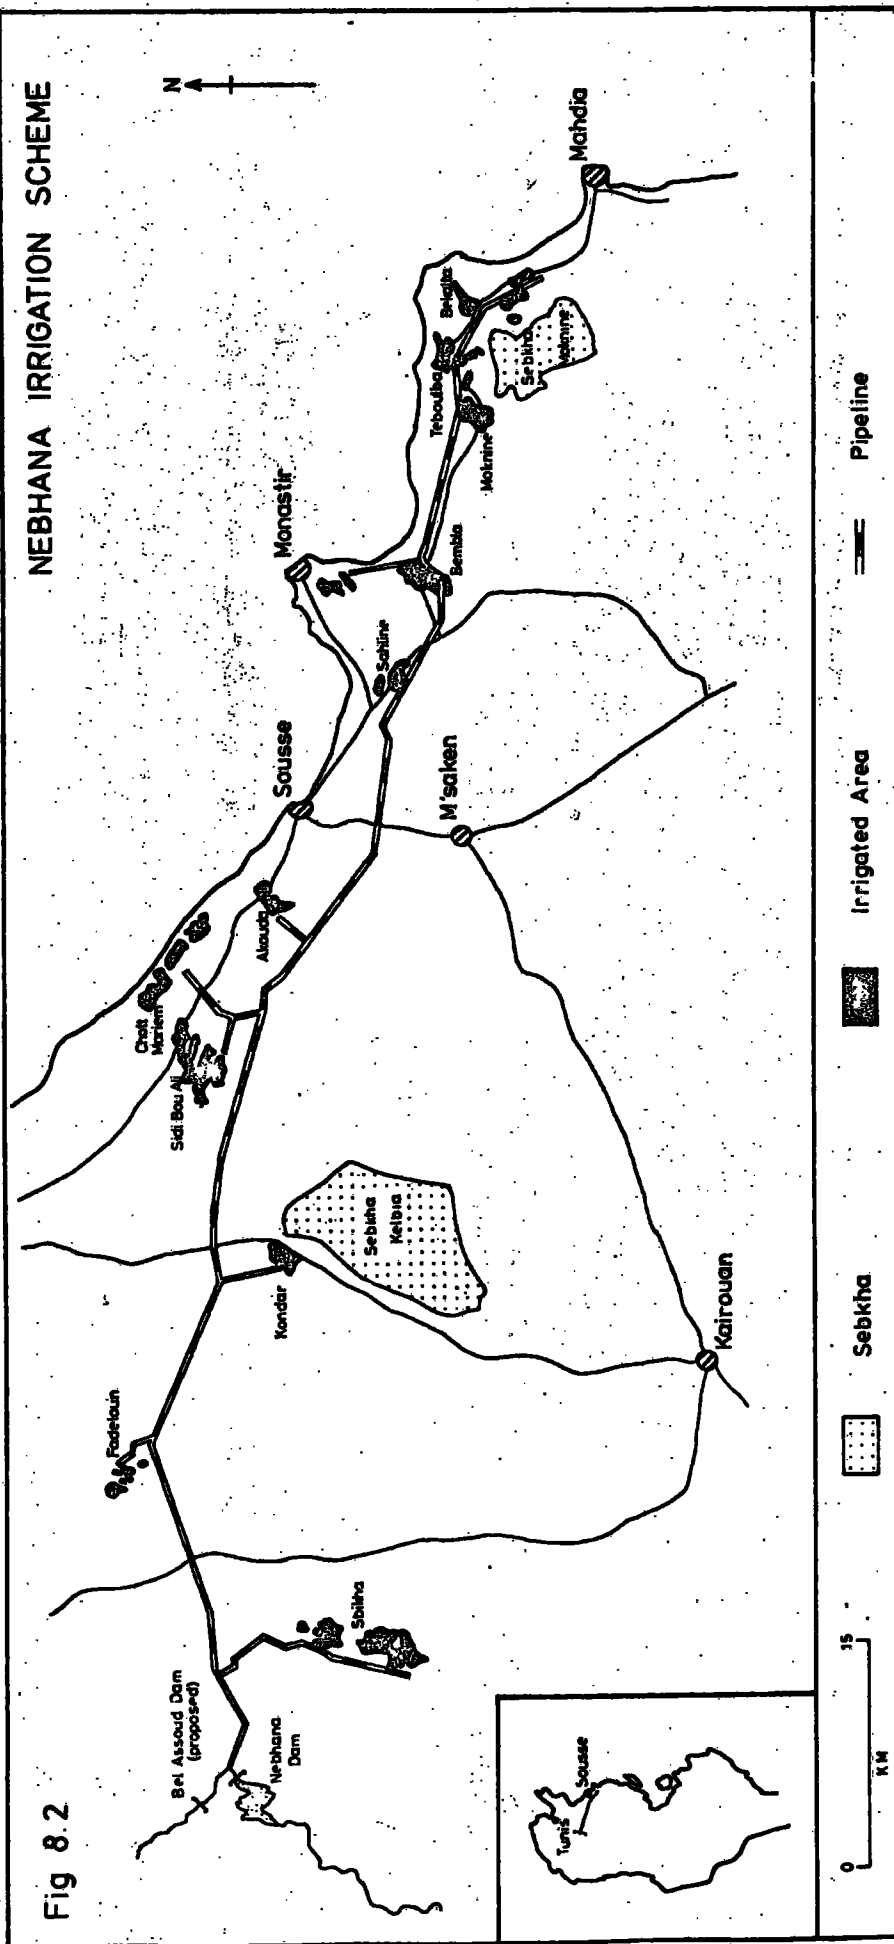 Fig 8.2
NEBHANA IRRIGATION SCHEME
N
Bel Assoud Dam
(proposed)
Nebhana
Dam
Sbikha
Fadeloun
Kondar
Sebkha
Kelbia
Kairouan
Sidi Bou Ali
Chott
Mariem
Akouda
Sousse
M'saken
Sahline
Monastir
Bembla
Moknine
Teboulba
Bekalta
Sebkha
Moknine
Mahdia
Tunis
Sousse
0 15
KM
Sebkha
Irrigated Area
Pipeline